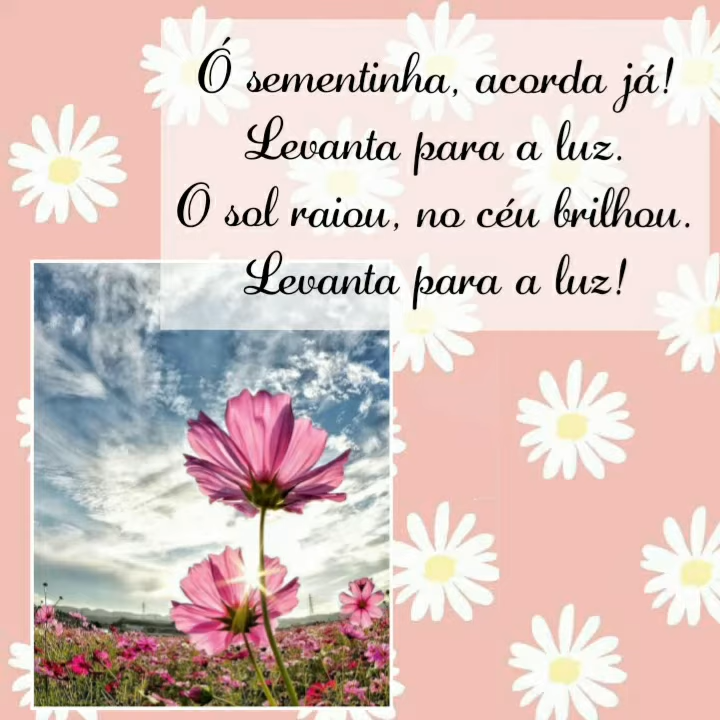 Ó sementinha, acorda já!
Levanta para a luz.
O sol raiou, no céu brilhou.
Levanta para a luz!